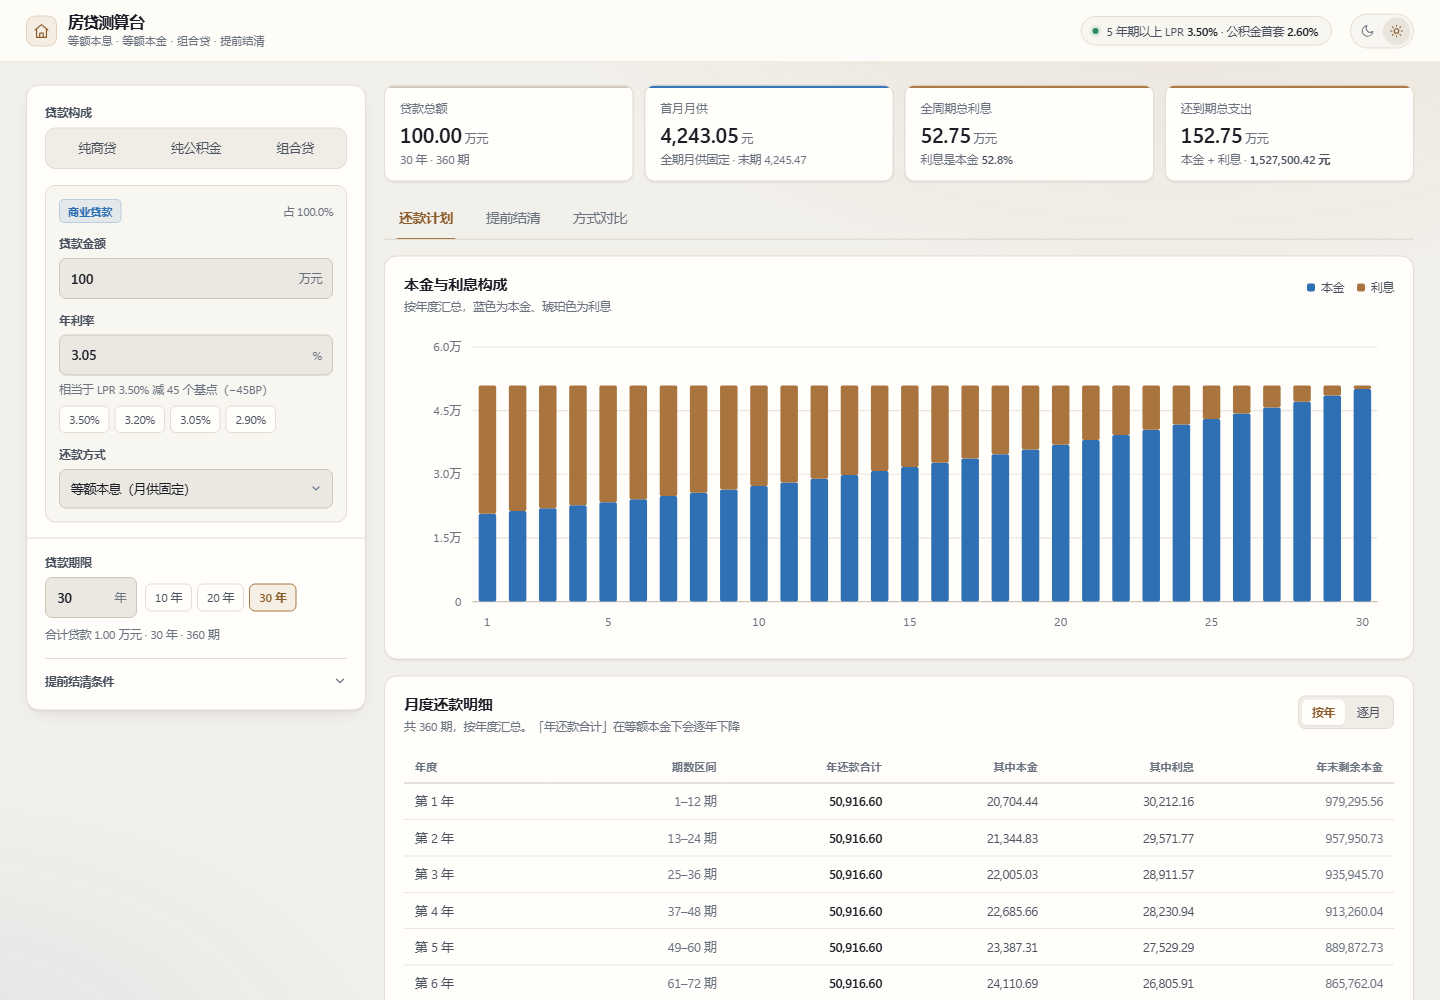 房贷测算台
等额本息 · 等额本金 · 组合贷 · 提前结清
5 年期以上 LPR 3.50% · 公积金首套 2.60%
贷款构成
纯商贷 纯公积金 组合贷
商业贷款 占 100.0%
贷款金额
100 万元
年利率
3.05 %
相当于 LPR 3.50% 减 45 个基点（−45BP）
3.50% 3.20% 3.05% 2.90%
还款方式
等额本息（月供固定）
贷款期限
30 年 10 年 20 年 30 年
合计贷款 1.00 万元 · 30 年 · 360 期
提前结清条件
贷款总额
100.00 万元
30 年 · 360 期
首月月供
4,243.05 元
全期月供固定 · 末期 4,245.47
全周期总利息
52.75 万元
利息是本金 52.8%
还到期总支出
152.75 万元
本金 + 利息 · 1,527,500.42 元
还款计划 提前结清 方式对比
本金与利息构成
按年度汇总，蓝色为本金、琥珀色为利息
本金 利息
6.0万
4.5万
3.0万
1.5万
0
1 5 10 15 20 25 30
月度还款明细
共 360 期，按年度汇总。「年还款合计」在等额本金下会逐年下降
按年 逐月
年度 期数区间 年还款合计 其中本金 其中利息 年末剩余本金
第 1 年 1–12 期 50,916.60 20,704.44 30,212.16 979,295.56
第 2 年 13–24 期 50,916.60 21,344.83 29,571.77 957,950.73
第 3 年 25–36 期 50,916.60 22,005.03 28,911.57 935,945.70
第 4 年 37–48 期 50,916.60 22,685.66 28,230.94 913,260.04
第 5 年 49–60 期 50,916.60 23,387.31 27,529.29 889,872.73
第 6 年 61–72 期 50,916.60 24,110.69 26,805.91 865,762.04